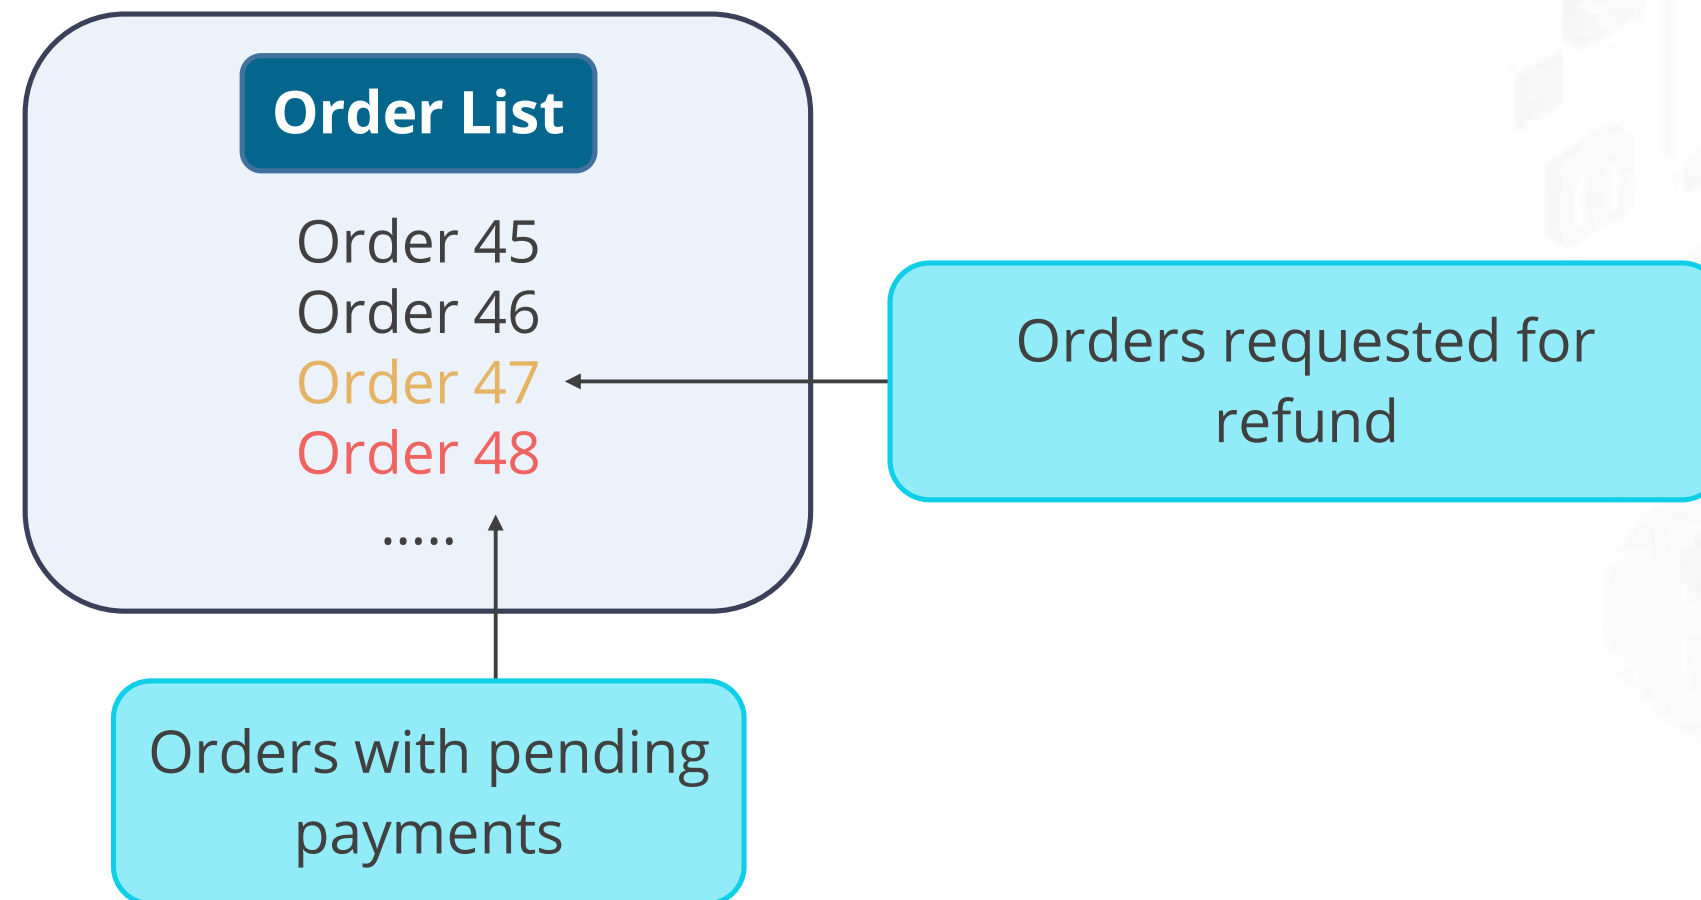 Order List
Order 45
Order 46
Order 47
Order 48
.....
Orders requested for
refund
Orders with pending
payments